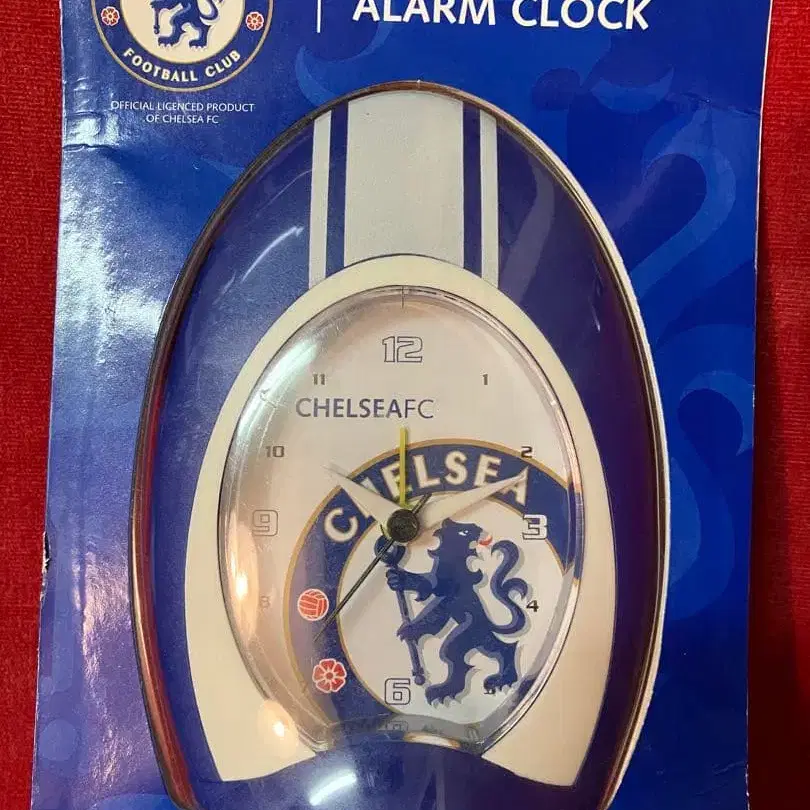 ALARM CLOCK
FOOTBALL CLUB
OFFICIAL LICENCED PRODUCT
OF CHELSEA FC
12
11 1
CHELSEAFC
10 2
CHELSEA
9 3
8 4
6